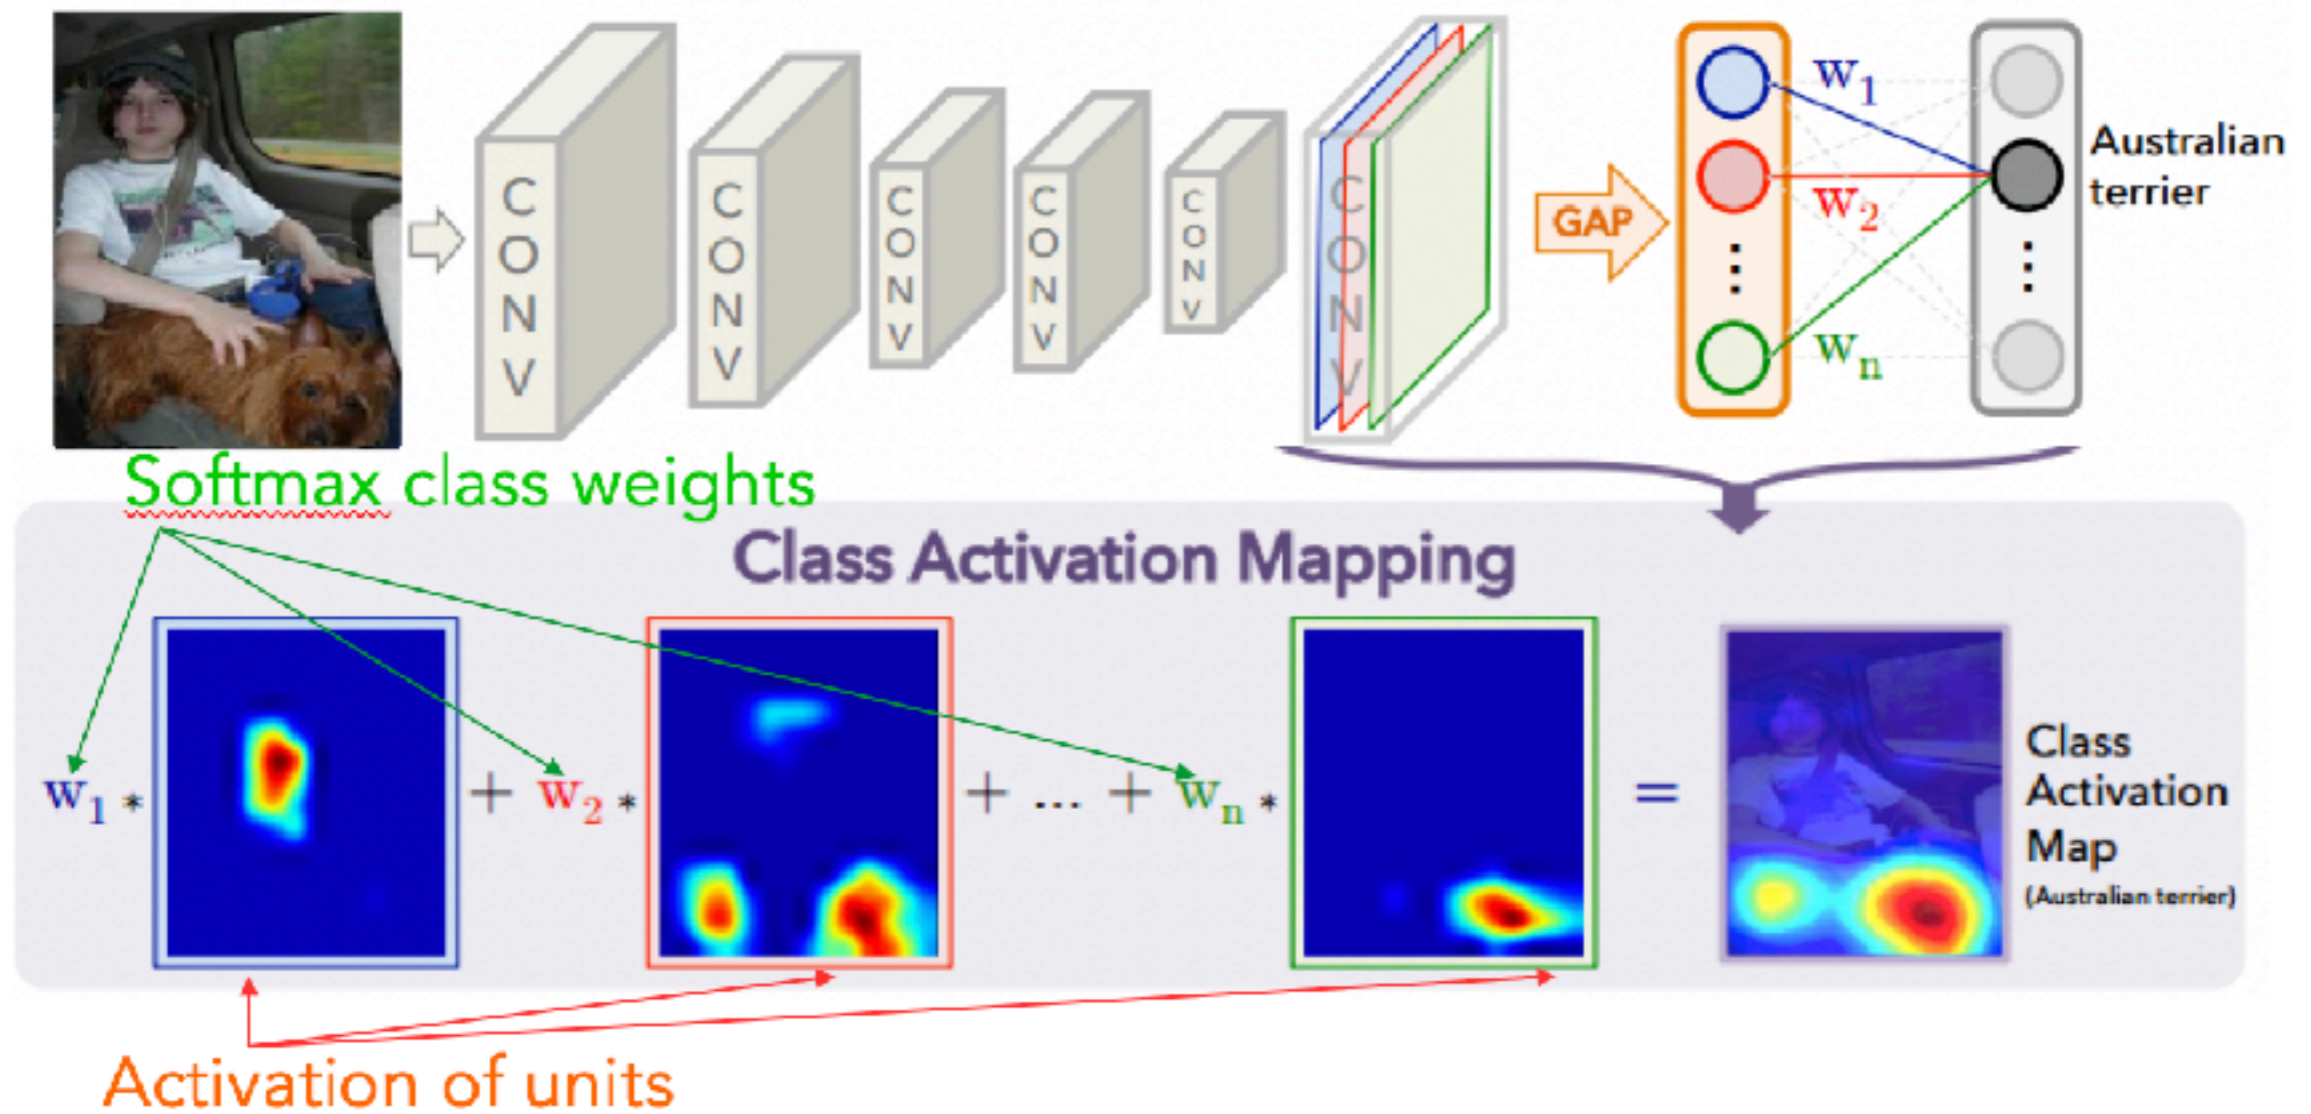 CONV
CONV
CONV
CONV
CONV
CONV
GAP
w1
w2
wn
Australian
terrier
Softmax class weights
Class Activation Mapping
w1 * + w2 * + ... + wn * =
Class
Activation
Map
(Australian terrier)
Activation of units